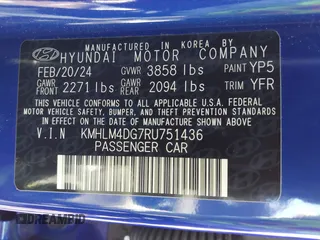 MANUFACTURED IN KOREA BY
HYUNDAI MOTOR COMPANY
FEB/20/24 GVWR 3858 lbs PAINT YP5
GAWR FRONT 2271 lbs GAWR REAR 2094 lbs TRIM YFR
THIS VEHICLE CONFORMS TO ALL APPLICABLE U.S. FEDERAL
MOTOR VEHICLE SAFETY, BUMPER, AND THEFT PREVENTION
STANDARDS IN EFFECT ON THE DATE OF MANUFACTURE SHOWN ABOVE.
V.I.N KMHLM4DG7RU751436
PASSENGER CAR
DREAMBID